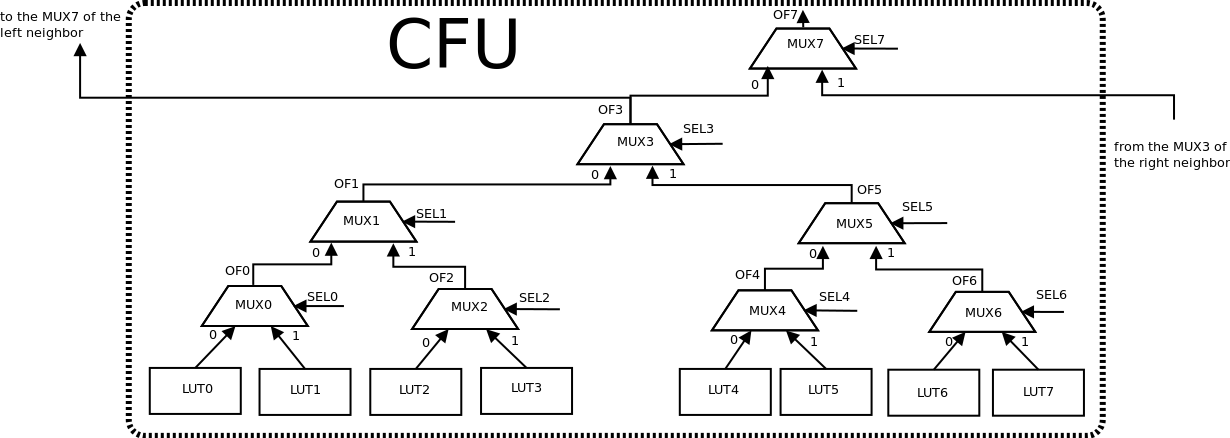 to the MUX7 of the
left neighbor
CFU
OF7
MUX7
SEL7
0
1
OF3
MUX3
SEL3
from the MUX3 of
the right neighbor
0
1
OF1
MUX1
SEL1
OF5
MUX5
SEL5
0
1
0
1
OF0
MUX0
SEL0
OF2
MUX2
SEL2
OF4
MUX4
SEL4
OF6
MUX6
SEL6
0
1
0
1
0
1
0
1
LUT0
LUT1
LUT2
LUT3
LUT4
LUT5
LUT6
LUT7